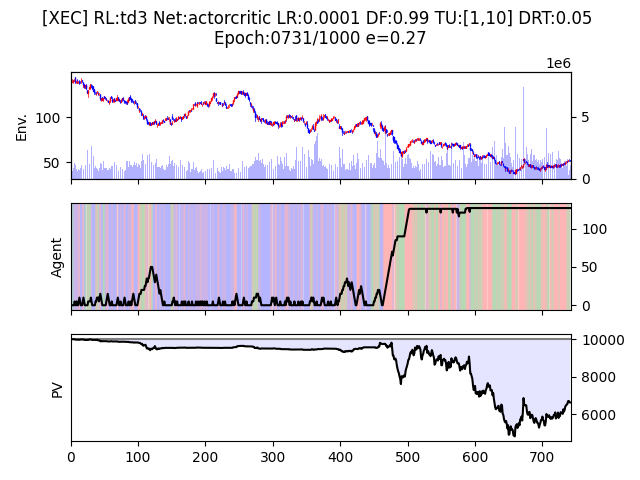 [XEC] RL:td3 Net:actorcritic LR:0.0001 DF:0.99 TU:[1,10] DRT:0.05
Epoch:0731/1000 e=0.27
1e6
Env.
100
50
5
0
Agent
100
50
0
PV
10000
8000
6000
0 100 200 300 400 500 600 700